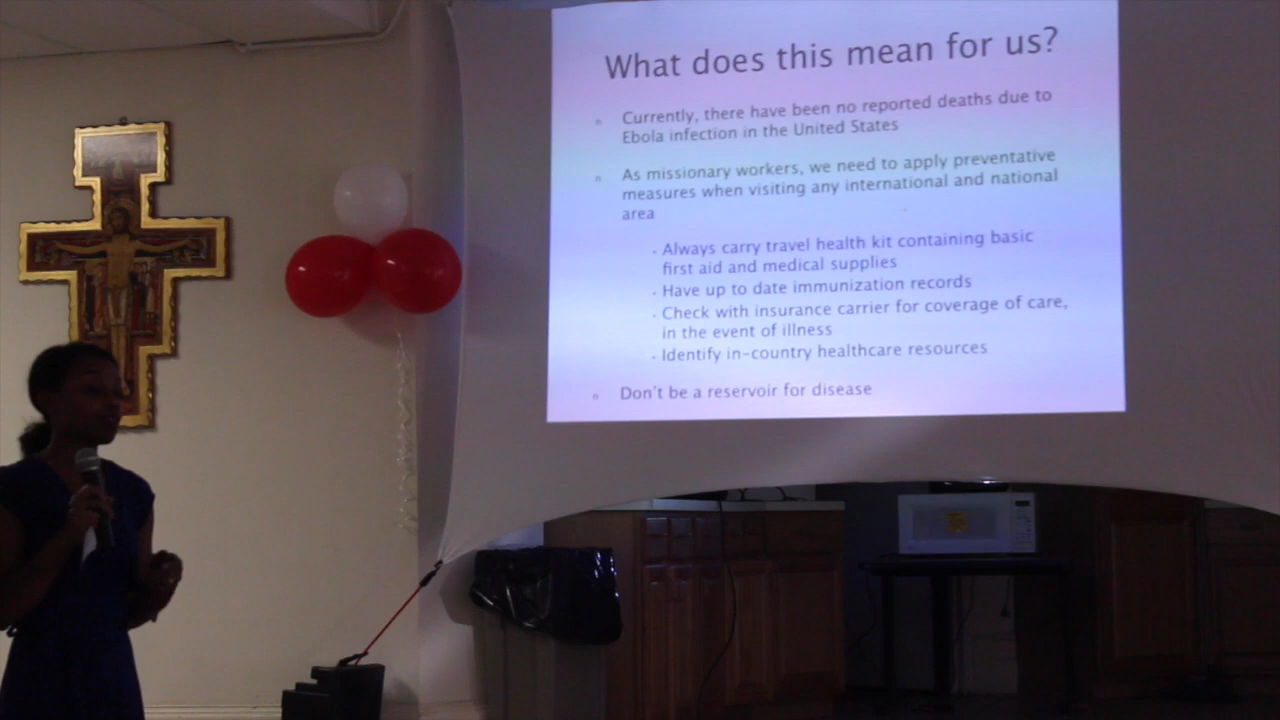 What does this mean for us?
Currently, there have been no reported deaths due to
Ebola infection in the United States
As missionary workers, we need to apply preventative
measures when visiting any international and national
area
Always carry travel health kit containing basic
first aid and medical supplies
Have up to date immunization records
Check with insurance carrier for coverage of care,
in the event of illness
Identify in-country healthcare resources
Don't be a reservoir for disease